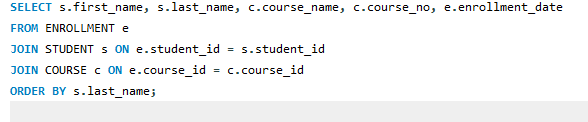 SELECT s.first_name, s.last_name, c.course_name, c.course_no, e.enrollment_date
FROM ENROLLMENT e
JOIN STUDENT s ON e.student_id = s.student_id
JOIN COURSE c ON e.course_id = c.course_id
ORDER BY s.last_name;